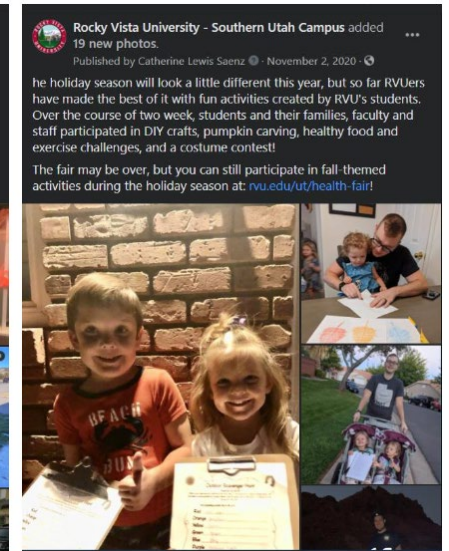 Rocky Vista University - Southern Utah Campus added
19 new photos.
Published by Catherine Lewis Saenz · November 2, 2020 ·
he holiday season will look a little different this year, but so far RVUers
have made the best of it with fun activities created by RVU's students.
Over the course of two week, students and their families, faculty and
staff participated in DIY crafts, pumpkin carving, healthy food and
exercise challenges, and a costume contest!
The fair may be over, but you can still participate in fall-themed
activities during the holiday season at: rvu.edu/ut/health-fair!
BEACH